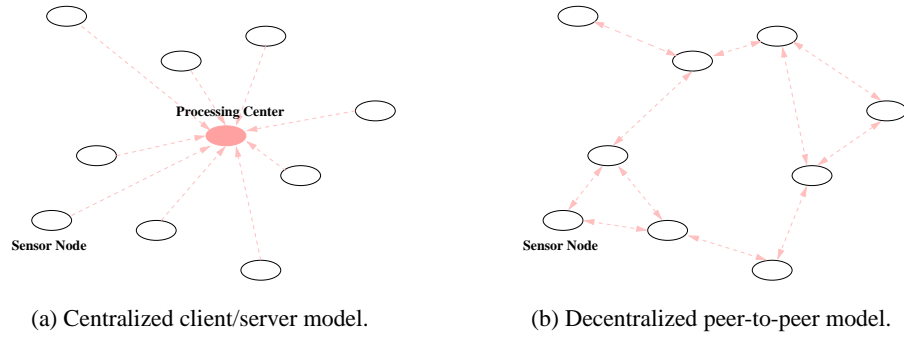 Processing Center
Sensor Node
Sensor Node
(a) Centralized client/server model.
(b) Decentralized peer-to-peer model.